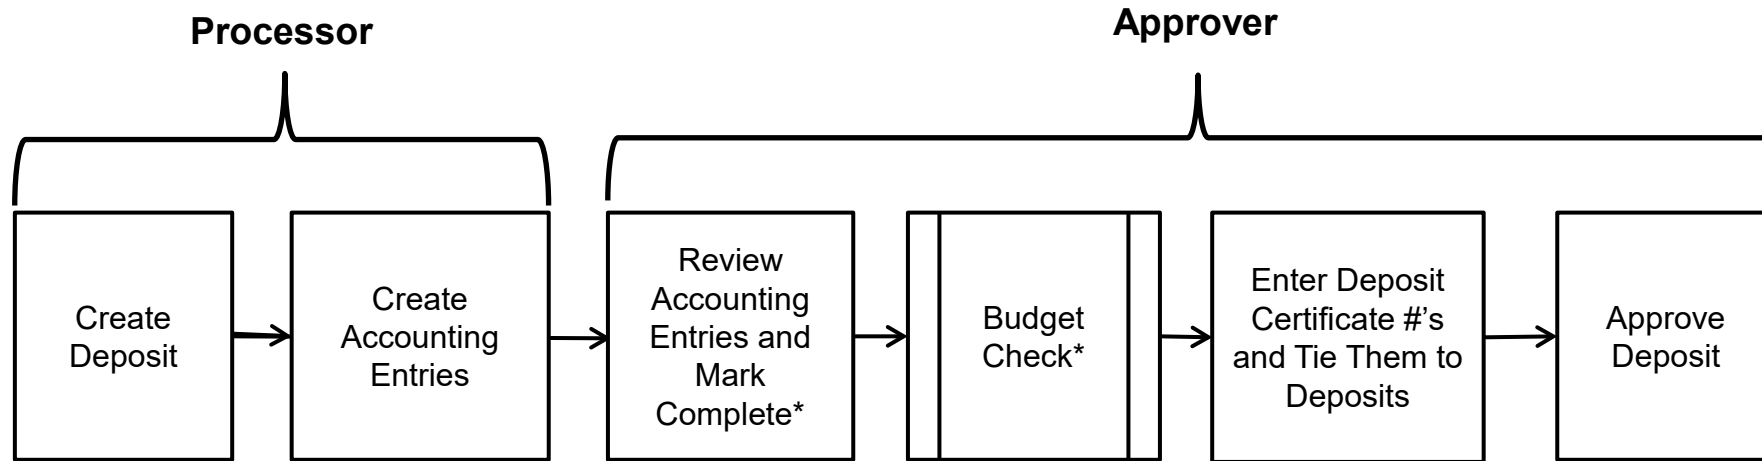 Processor
Approver
Create
Deposit
Create
Accounting
Entries
Review
Accounting
Entries and
Mark
Complete*
Budget
Check*
Enter Deposit
Certificate #’s
and Tie Them to
Deposits
Approve
Deposit